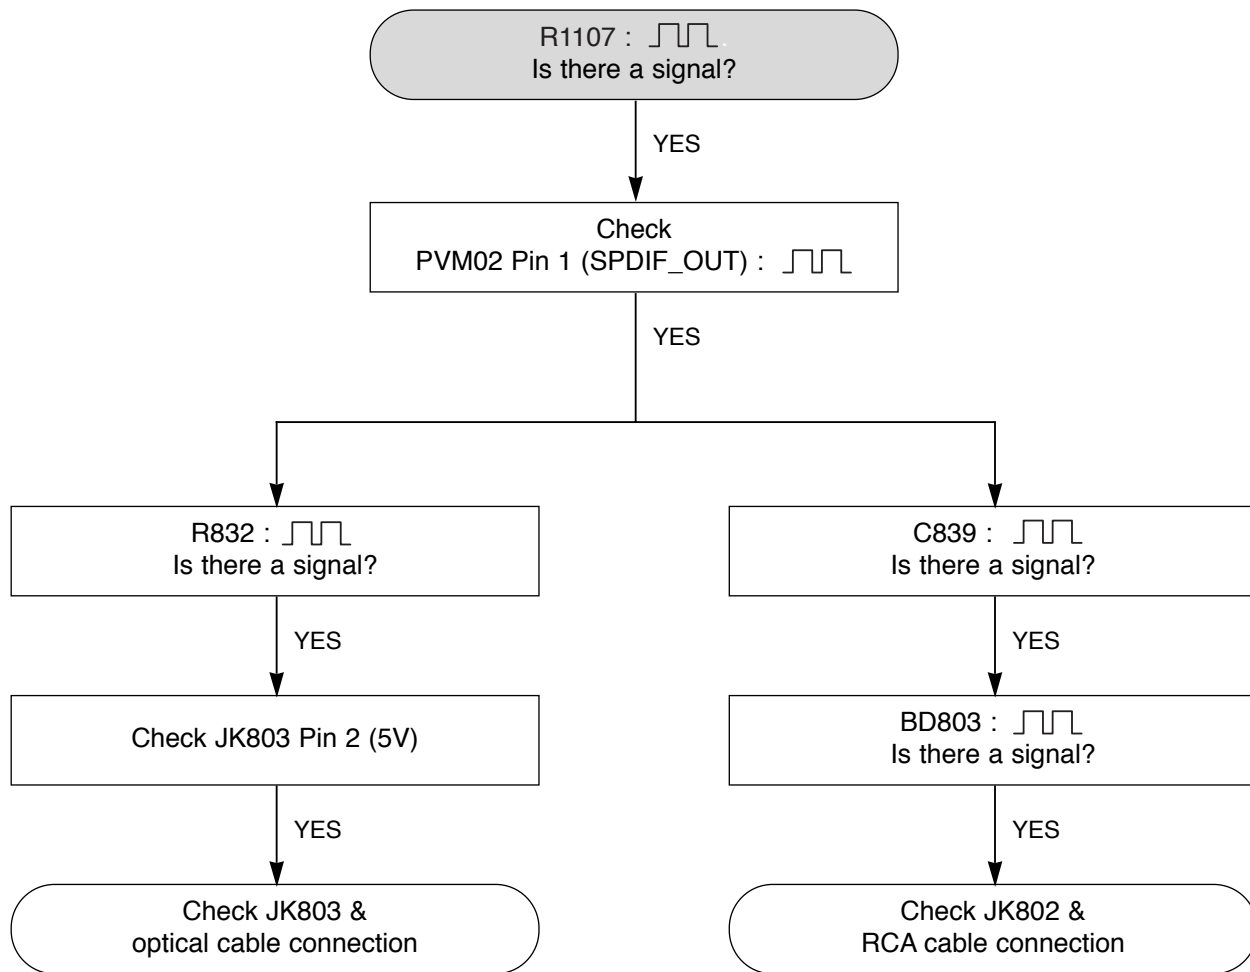 R1107 :
Is there a signal?
YES
Check
PVM02 Pin 1 (SPDIF_OUT) :
YES
R832 :
Is there a signal?
YES
Check JK803 Pin 2 (5V)
YES
Check JK803 &
optical cable connection
C839 :
Is there a signal?
YES
BD803 :
Is there a signal?
YES
Check JK802 &
RCA cable connection